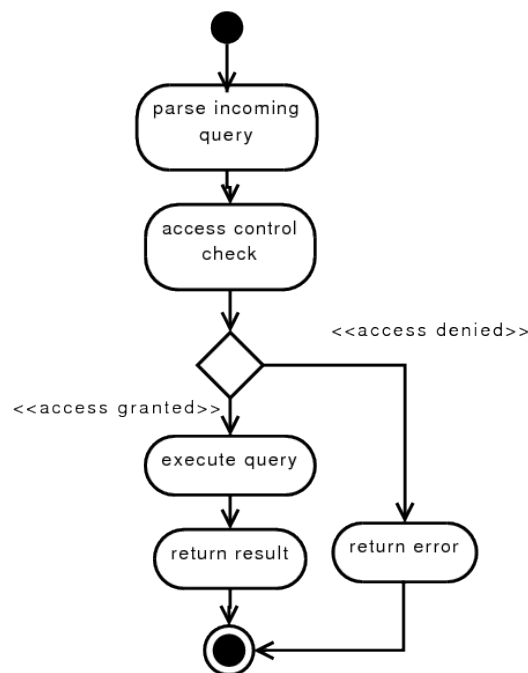 parse incoming
query
access control
check
<<access denied>>
<<access granted>>
execute query
return result
return error